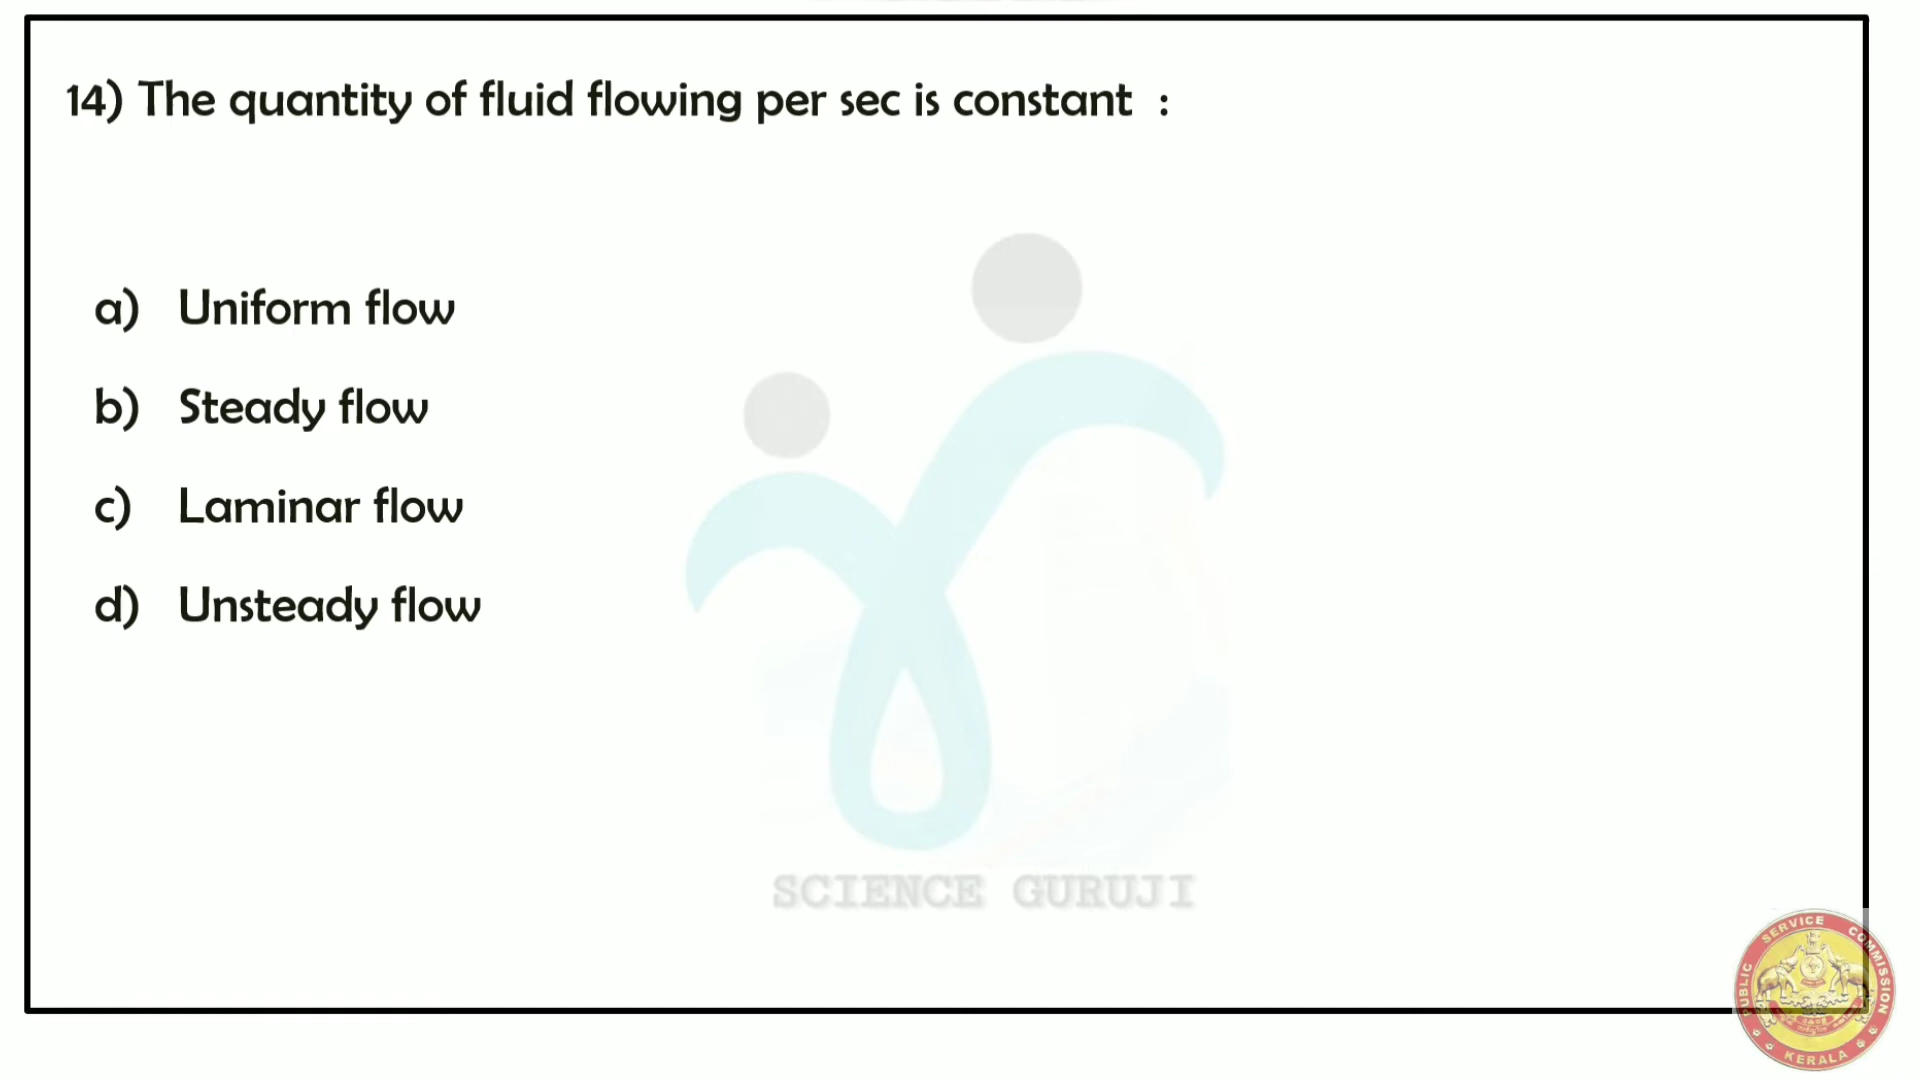 14) The quantity of fluid flowing per sec is constant :
a) Uniform flow
b) Steady flow
c) Laminar flow
d) Unsteady flow
SCIENCE GURUJI
PUBLIC SERVICE COMMISSION
KERALA